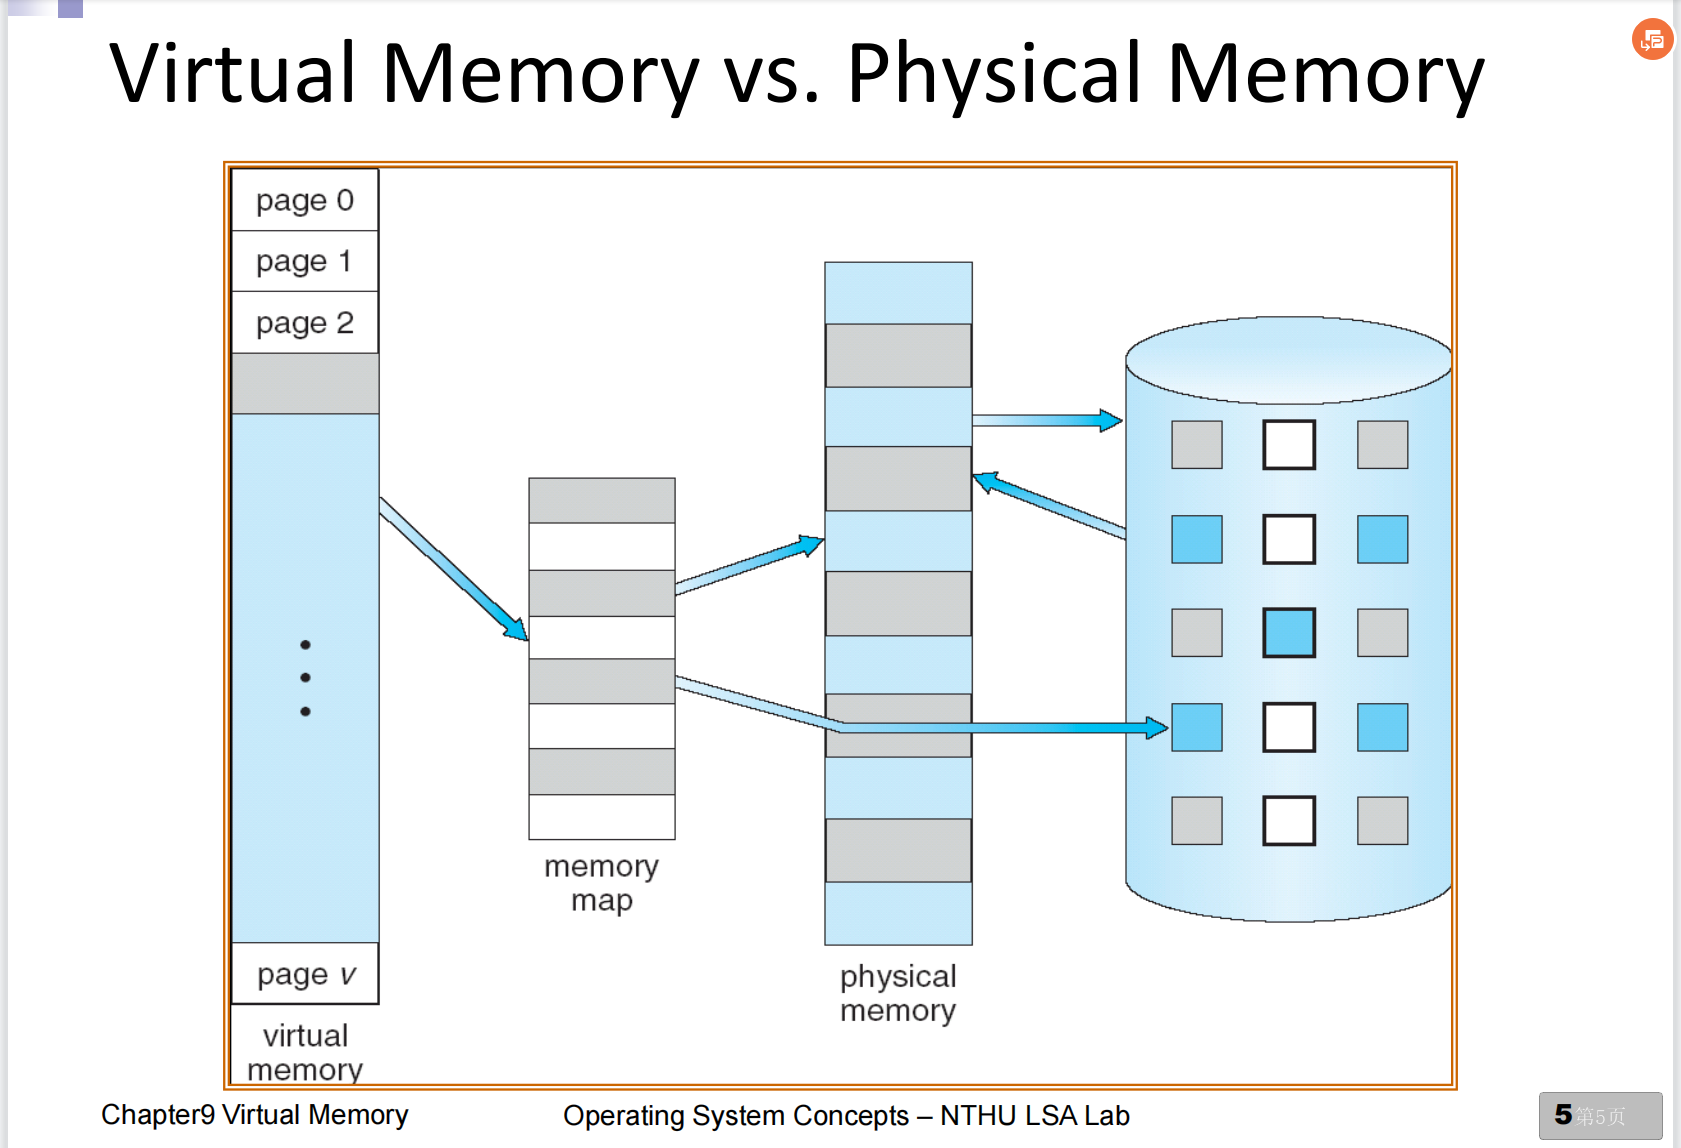 Virtual Memory vs. Physical Memory
page 0
page 1
page 2
page v
virtual
memory
memory
map
physical
memory
Chapter9 Virtual Memory
Operating System Concepts – NTHU LSA Lab
5 第5页